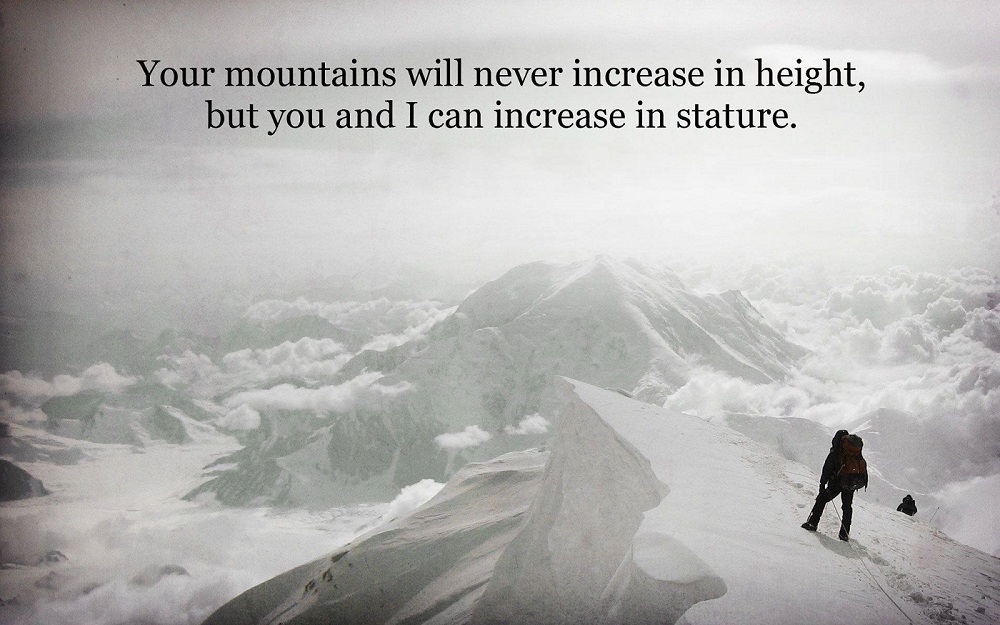 Your mountains will never increase in height,
but you and I can increase in stature.